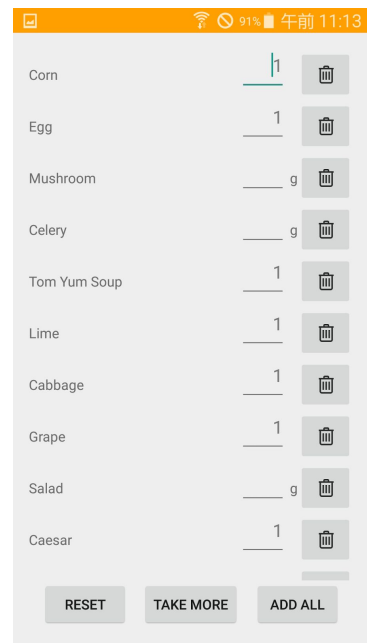 91% 午前 11:13
Corn 1
Egg 1
Mushroom g
Celery g
Tom Yum Soup 1
Lime 1
Cabbage 1
Grape 1
Salad g
Caesar 1
RESET TAKE MORE ADD ALL